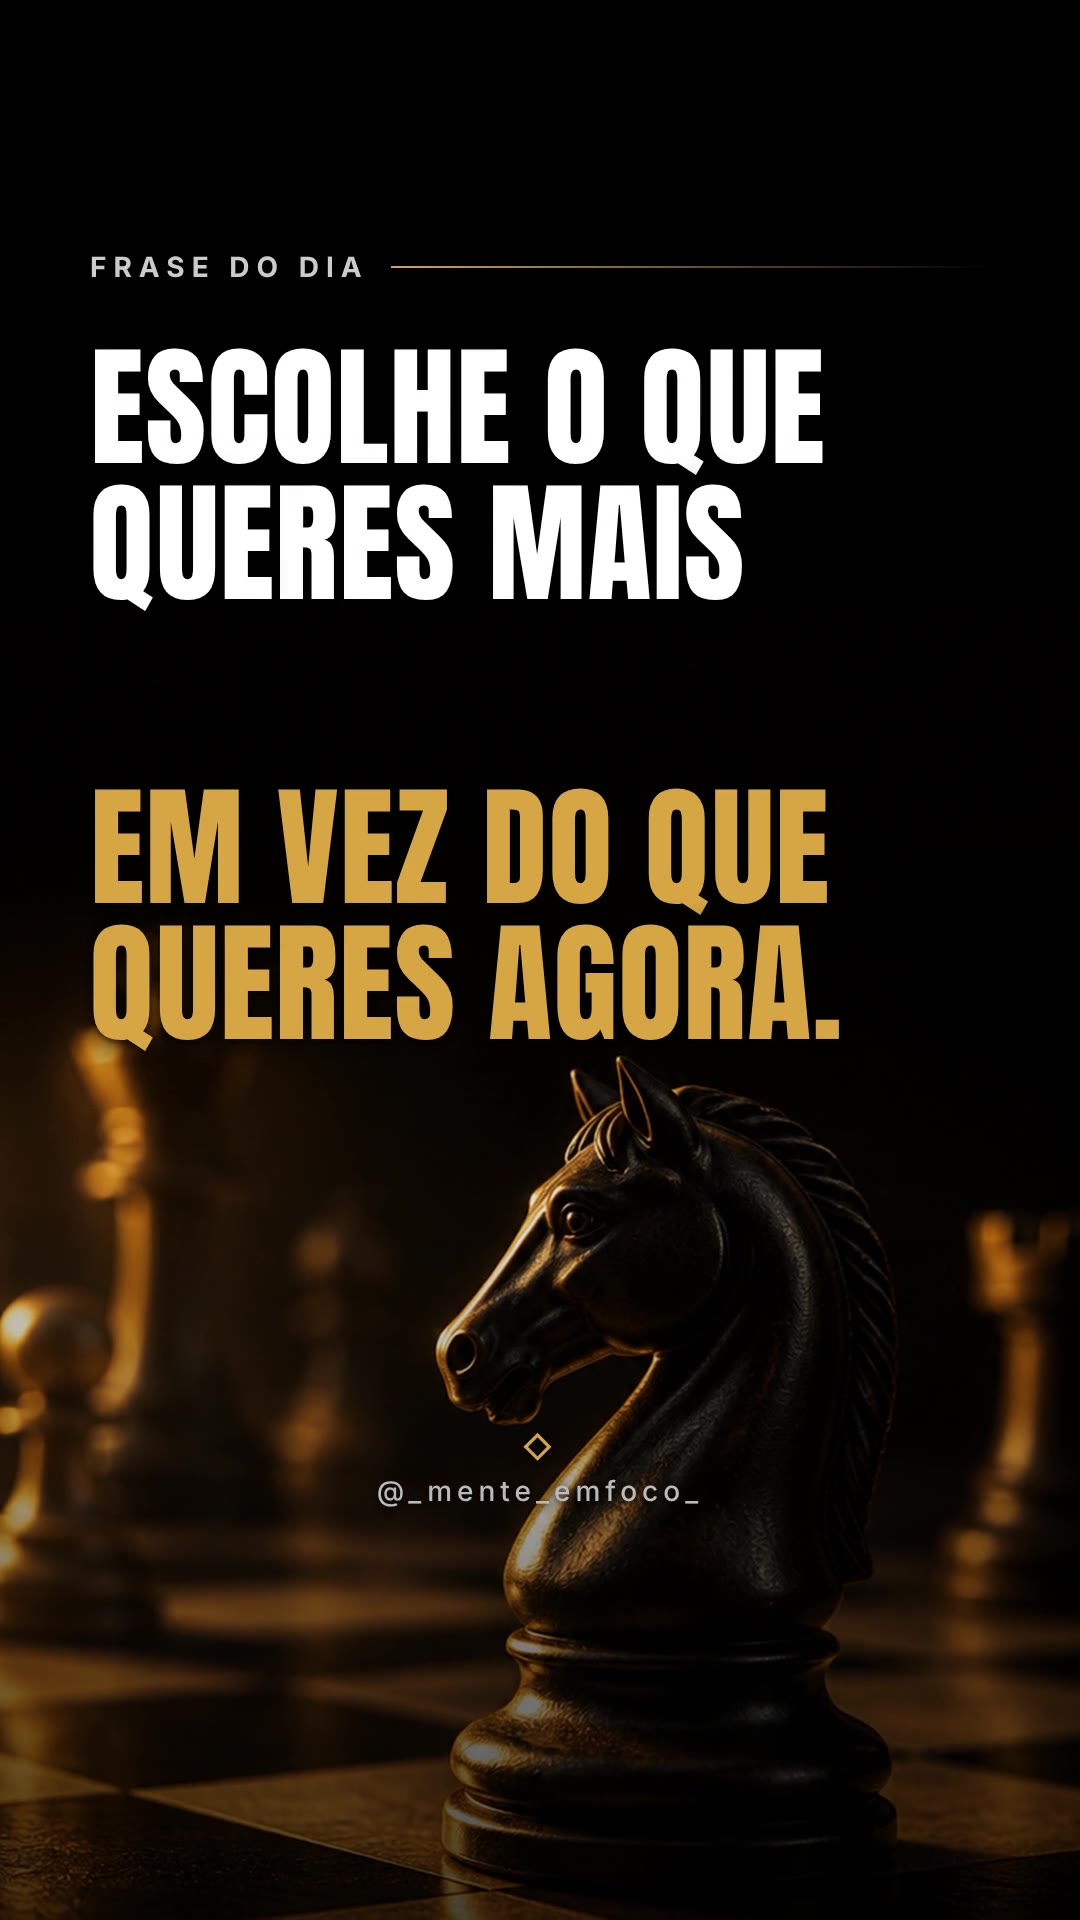 FRASE DO DIA
ESCOLHE O QUE
QUERES MAIS
EM VEZ DO QUE
QUERES AGORA.
@_mente_emfoco_